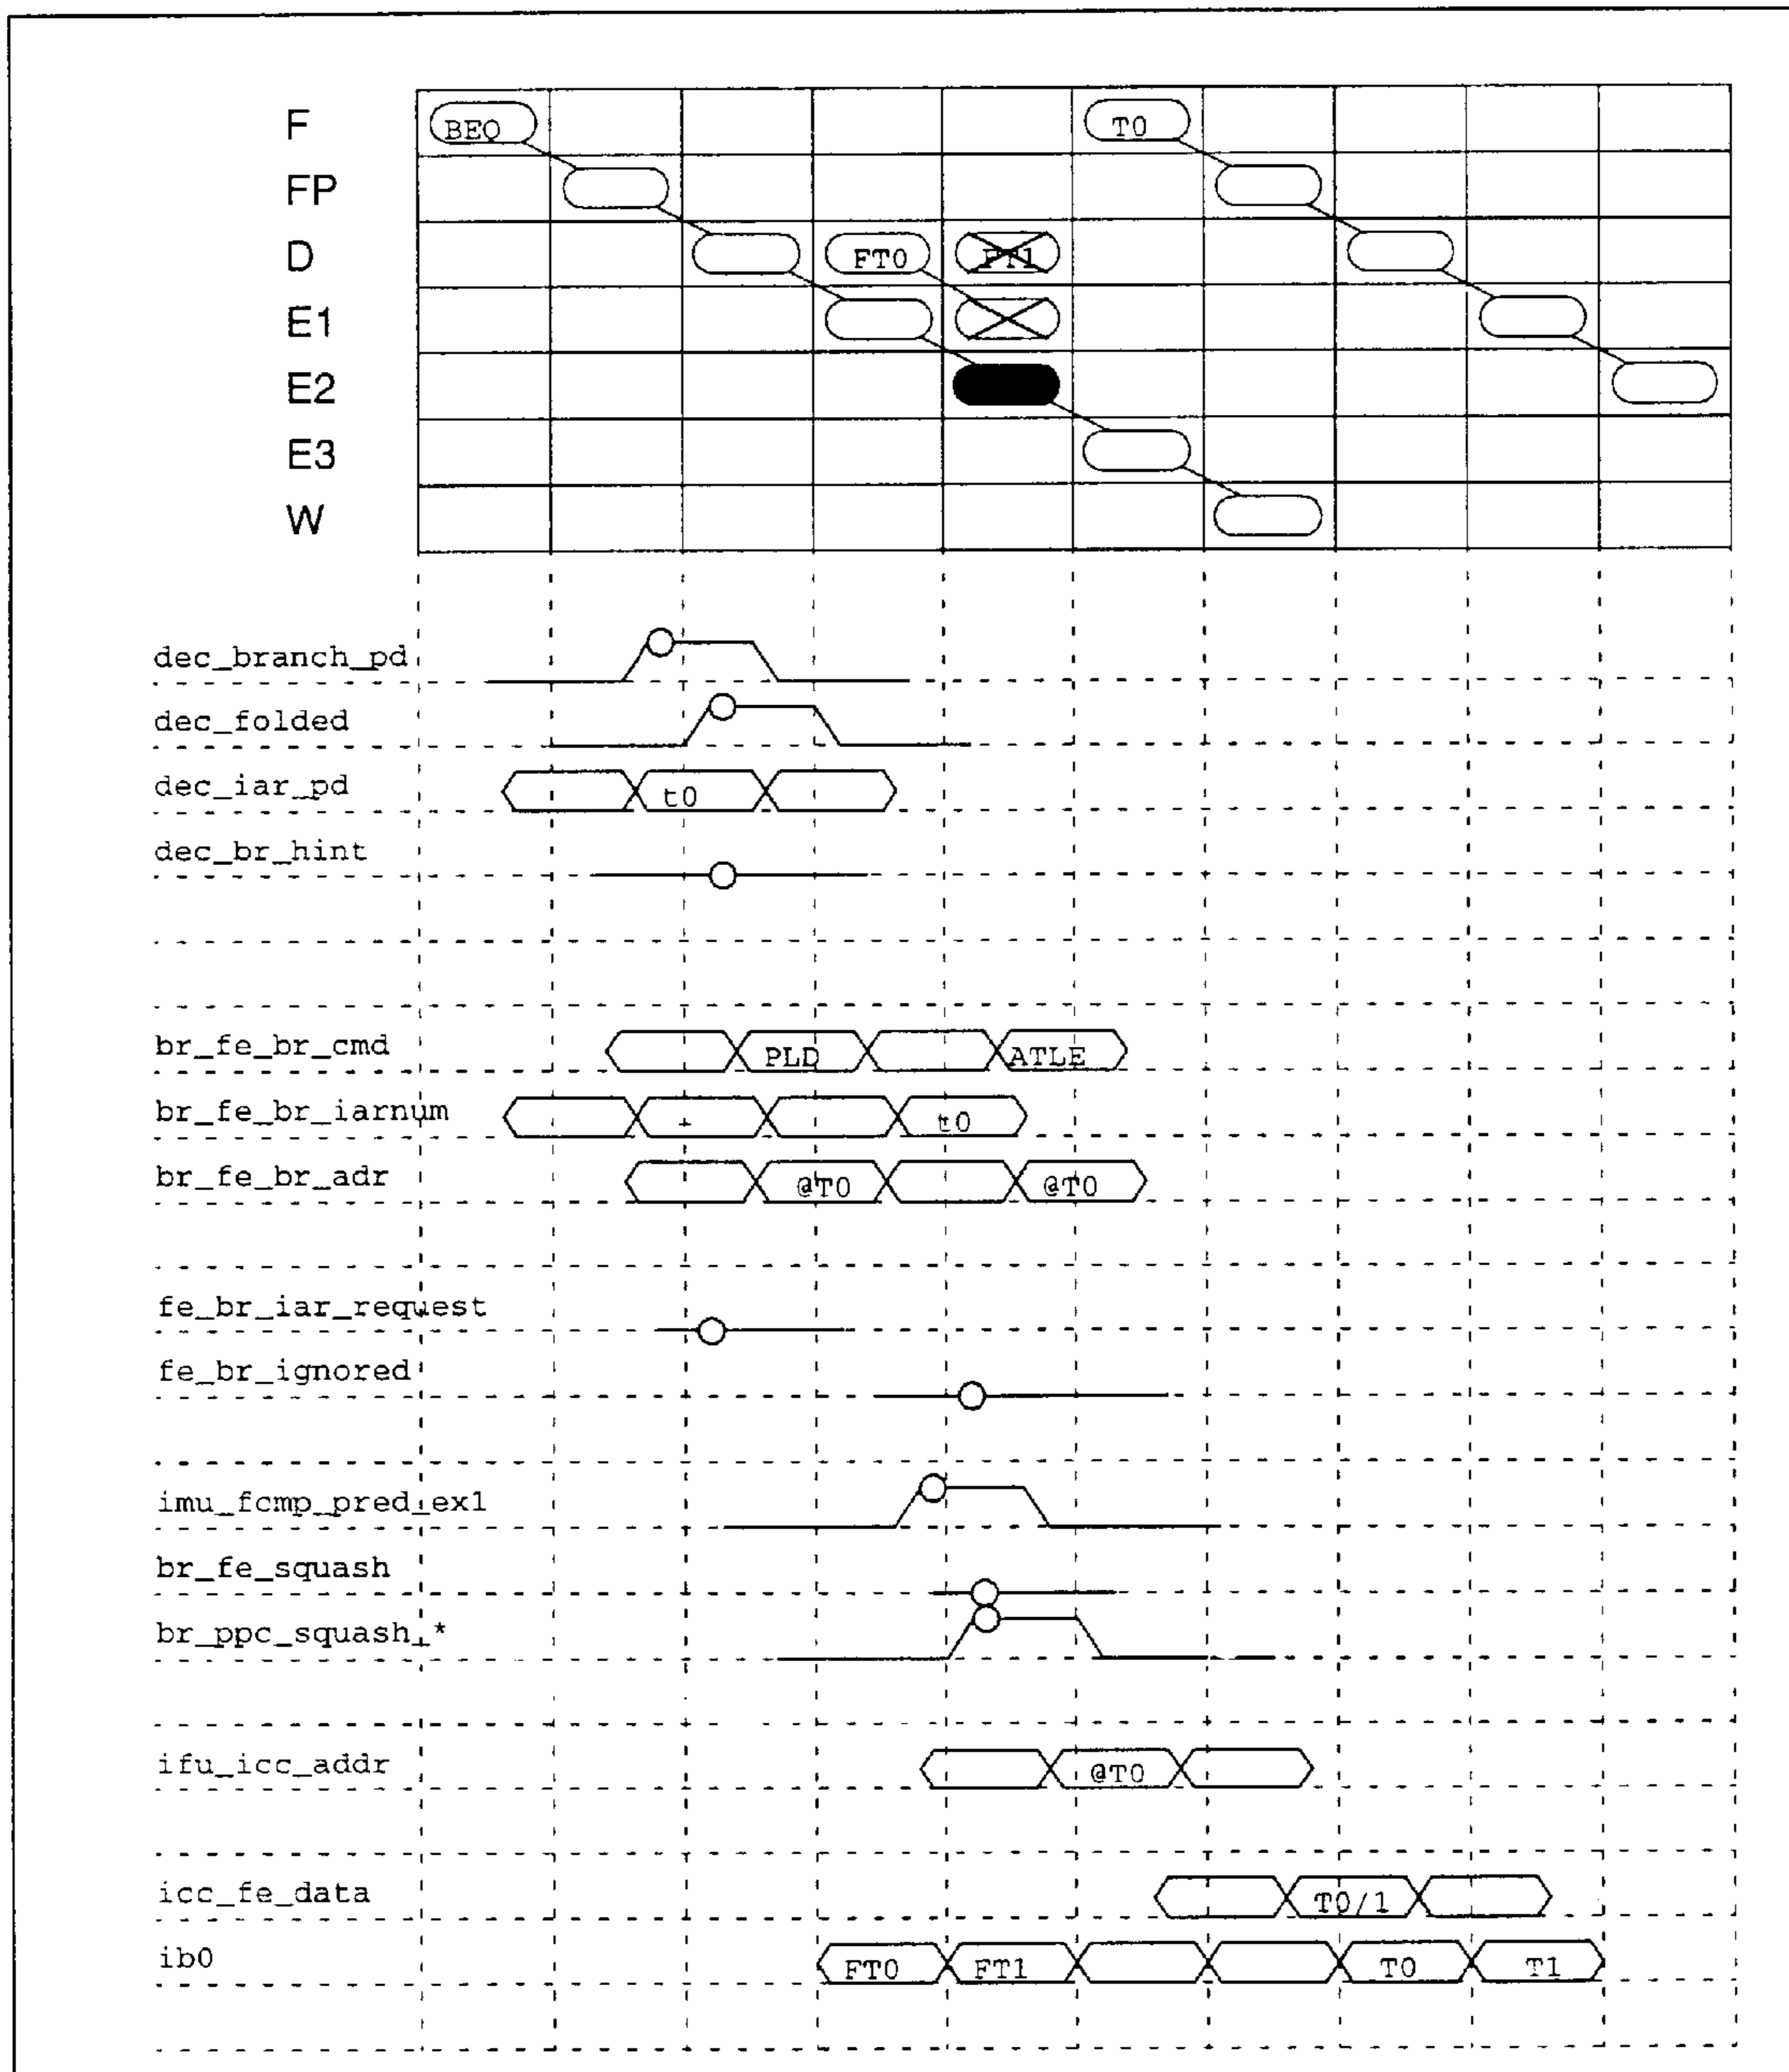 F BEQ T0
FP
D FT0 FT1
E1
E2
E3
W
dec_branch_pd
dec_folded
dec_iar_pd t0
dec_br_hint
br_fe_br_cmd PLD ATLE
br_fe_br_iarnum - t0
br_fe_br_adr @T0 @T0
fe_br_iar_request
fe_br_ignored
imu_fcmp_pred_ex1
br_fe_squash
br_ppc_squash_*
ifu_icc_addr @T0
icc_fe_data T0/1
ib0 FT0 FT1 T0 T1